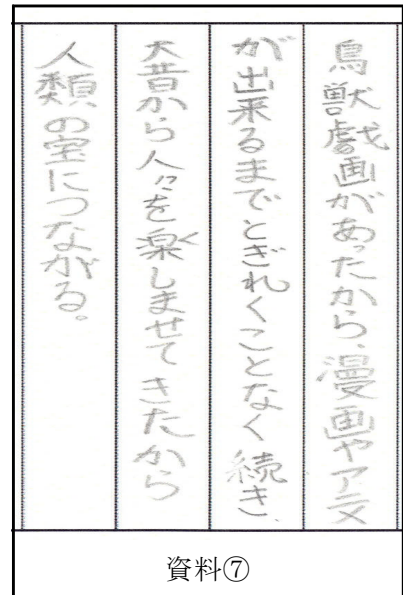 鳥獣戯画があったから、漫画やアニメ
が出来るまでとぎれくことなく続き、
大昔から人々を楽しませてきたから
人類の宝につながる。
資料⑦